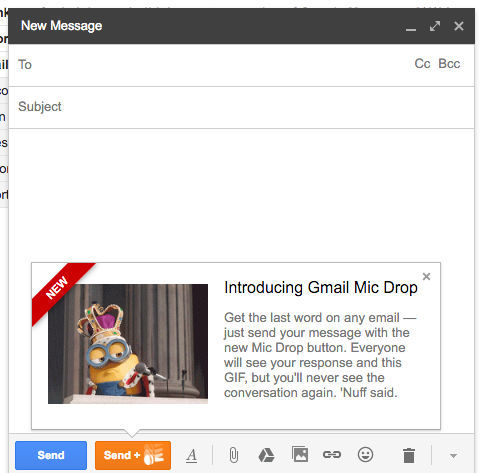 New Message
To
Cc Bcc
Subject
NEW
Introducing Gmail Mic Drop
Get the last word on any email —
just send your message with the
new Mic Drop button. Everyone
will see your response and this
GIF, but you'll never see the
conversation again. 'Nuff said.
Send
Send +
A